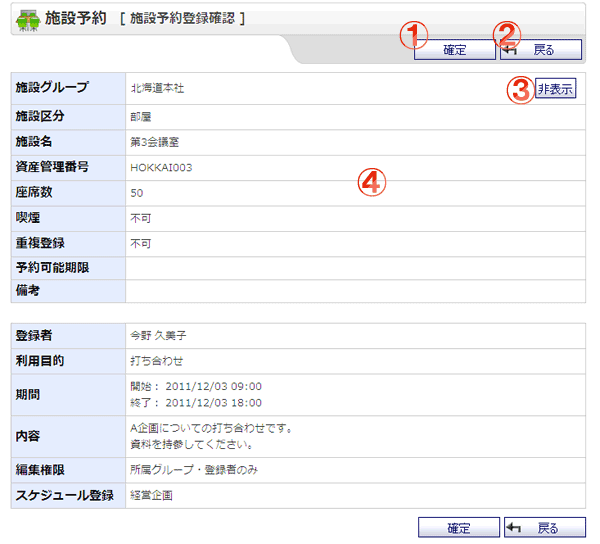 施設予約 [ 施設予約登録確認 ]
① 確定 ② 戻る
施設グループ 北海道本社 ③ 非表示
施設区分 部屋
施設名 第3会議室
資産管理番号 HOKKAI003 ④
座席数 50
喫煙 不可
重複登録 不可
予約可能期限
備考
登録者 今野 久美子
利用目的 打ち合わせ
期間 開始： 2011/12/03 09:00
終了： 2011/12/03 18:00
内容 A企画についての打ち合わせです。
資料を持参してください。
編集権限 所属グループ・登録者のみ
スケジュール登録 経営企画
確定 戻る